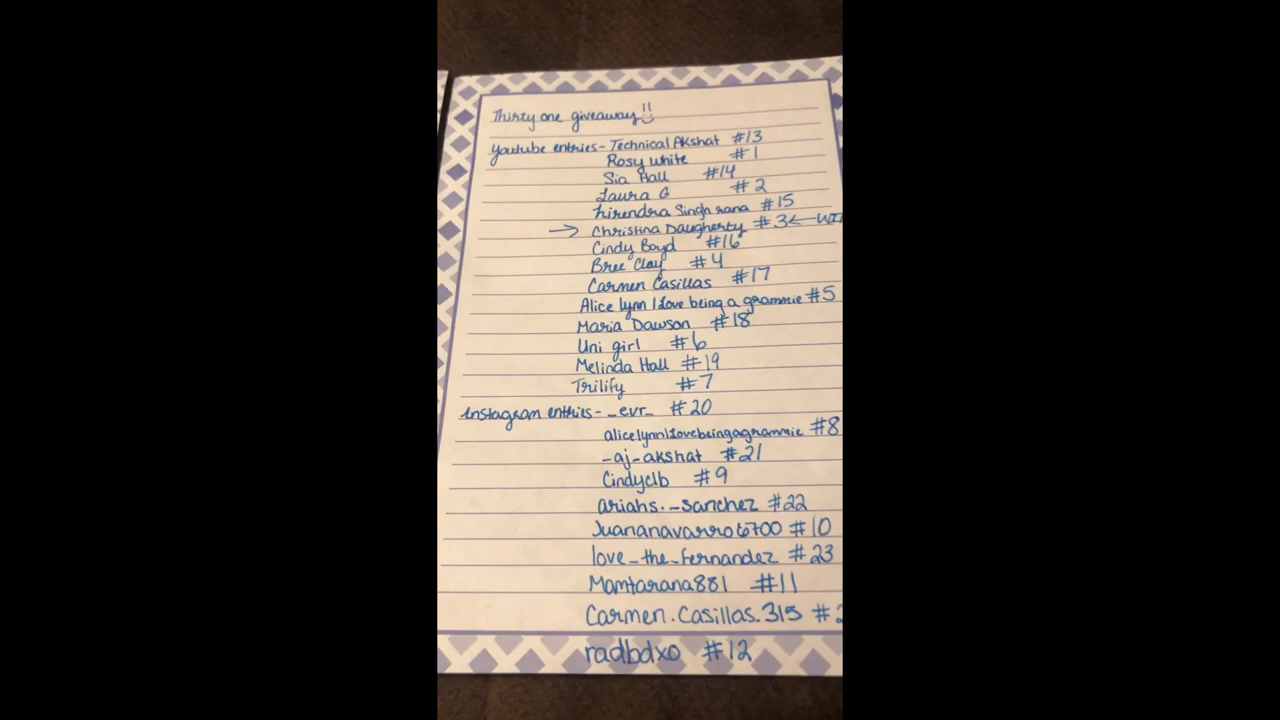 Thirty one giveaway!!
Youtube entries- Technical Akshat #13
Rosy white #1
Sia Hall #14
Laura G #2
hirendra Singh rana #15
→ Christina Daugherty #3 ←
Cindy Boyd #16
Bree Clay #4
Carmen Casillas #17
Alice lynn I Love being a grammie #5
Maria Dawson #18
Uni girl #6
Melinda Hall #19
Trilify #7
Instagram entries- _evr_ #20
alicelynnilovebeingagrammie #8
-aj-akshat #21
Cindyclb #9
ariahs._sanchez #22
Juananavarro6700 #10
love_the_fernandez #23
Mamtarana881 #11
Carmen.Casillas.315 #2
radbdxo #12